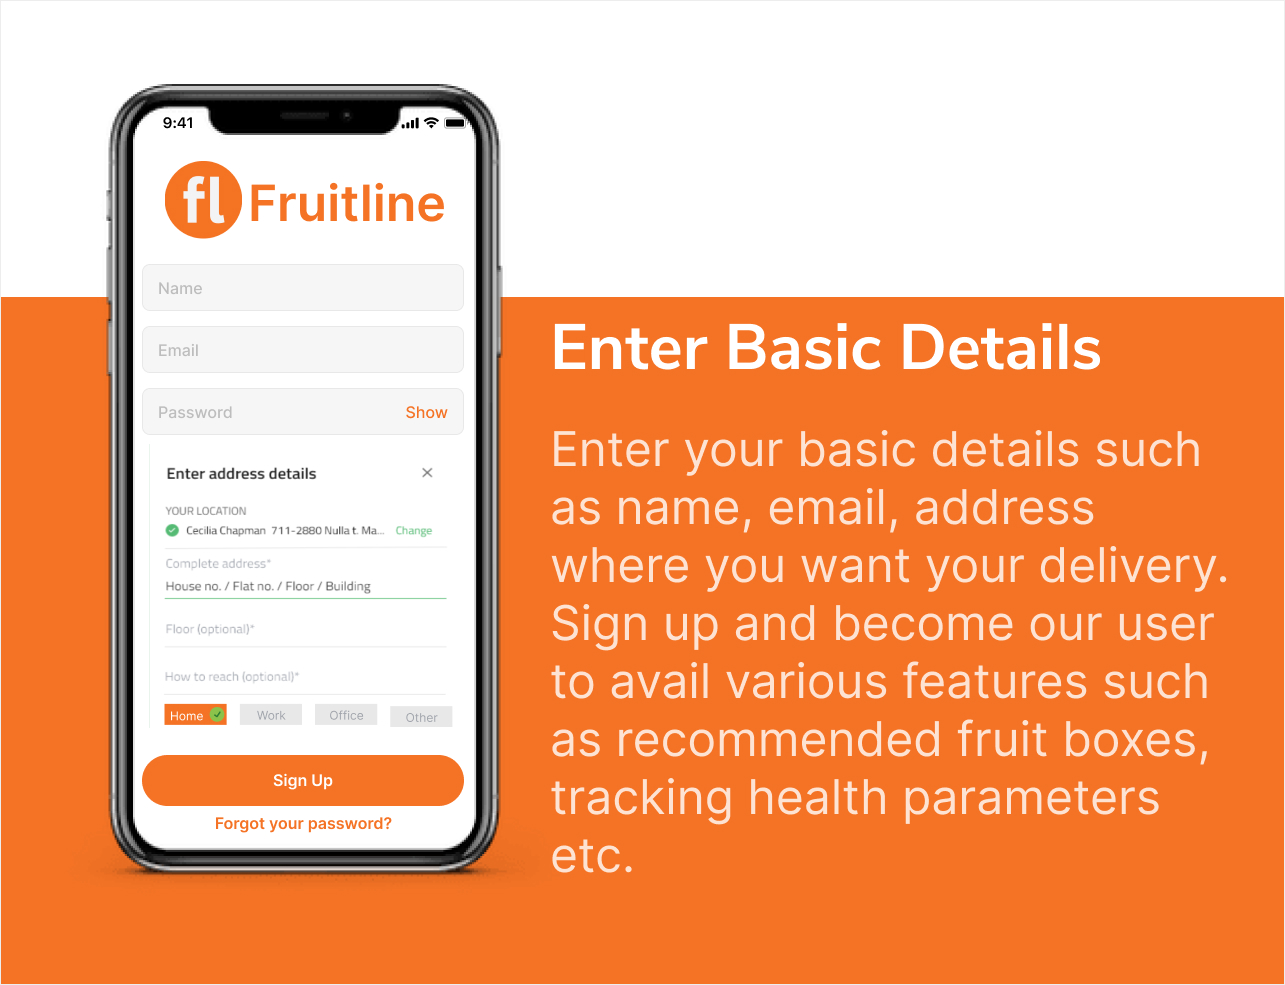 9:41
fl Fruitline
Name
Email
Password Show
Enter address details
YOUR LOCATION
Cecilia Chapman 711-2880 Nulla t. Ma... Change
Complete address*
House no. / Flat no. / Floor / Building
Floor (optional)*
How to reach (optional)*
Home Work Office Other
Sign Up
Forgot your password?
Enter Basic Details
Enter your basic details such
as name, email, address
where you want your delivery.
Sign up and become our user
to avail various features such
as recommended fruit boxes,
tracking health parameters
etc.